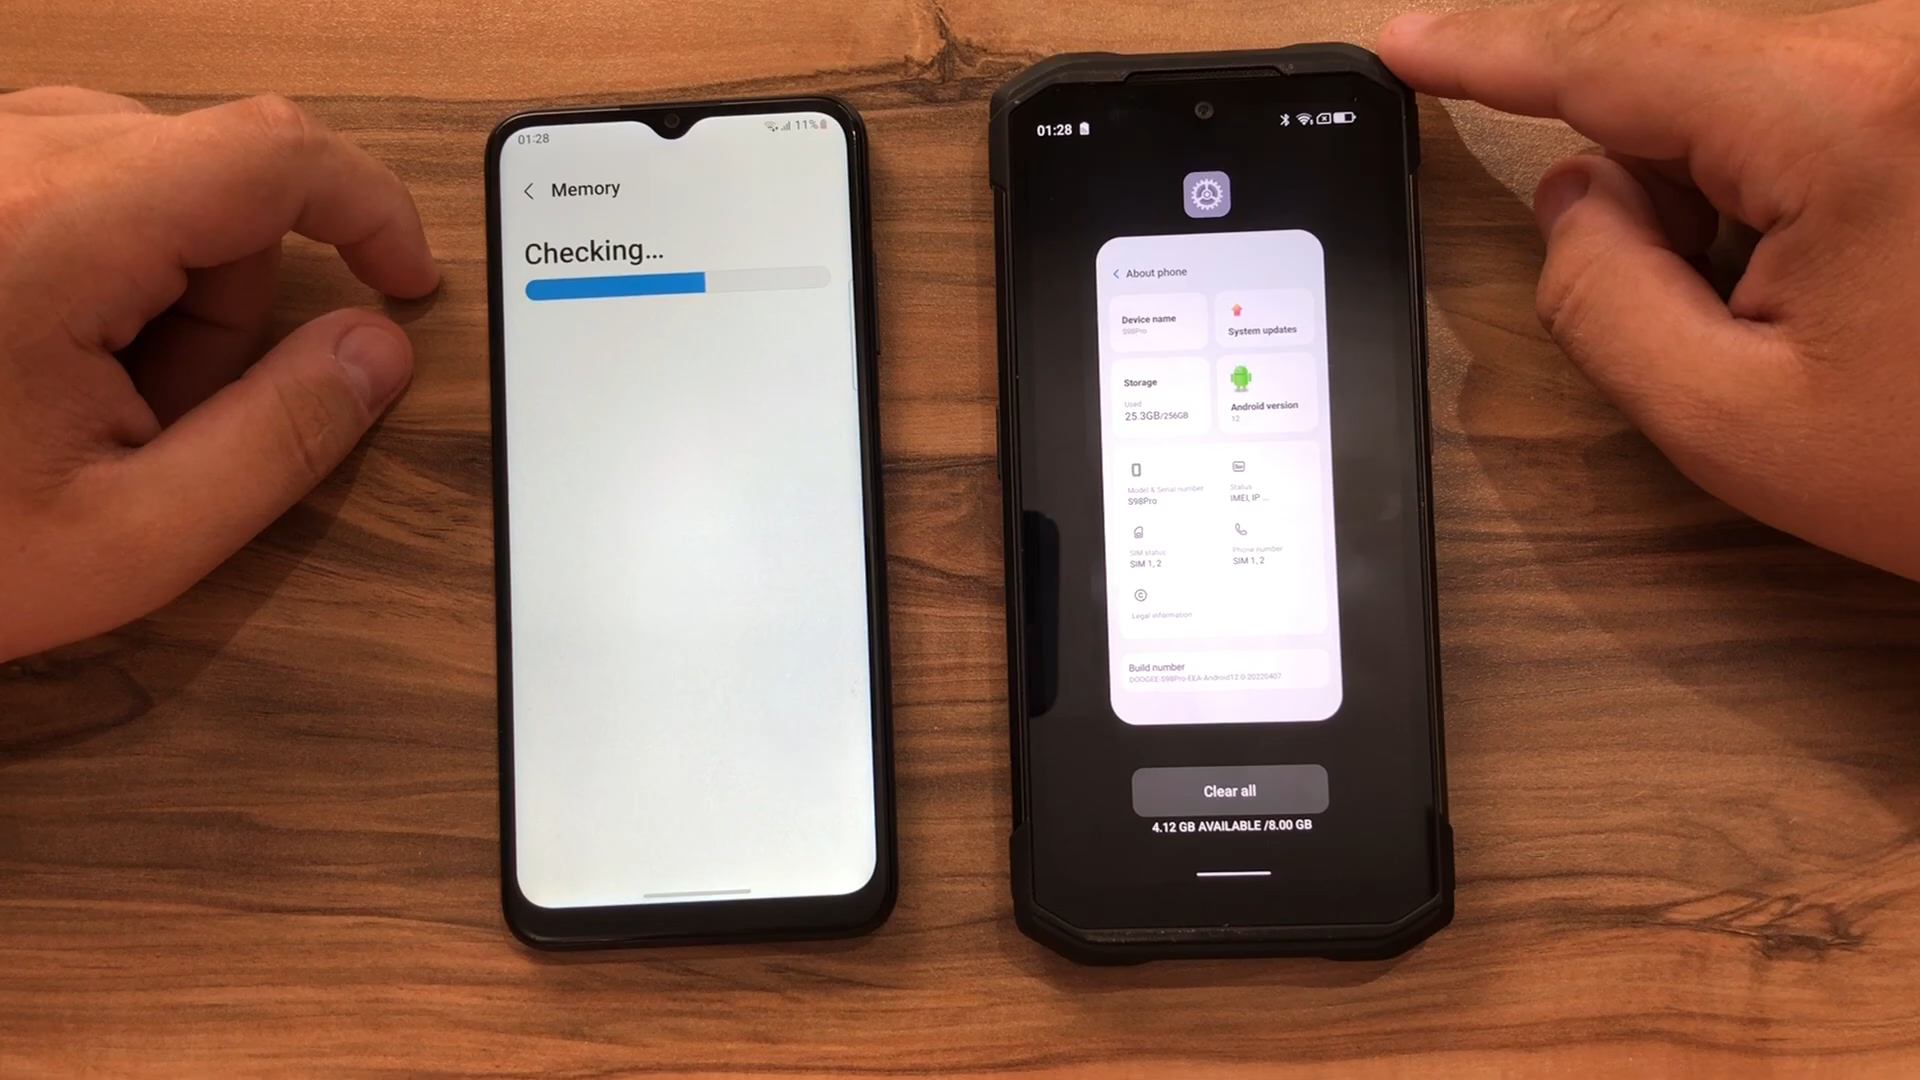 01:28
11%
Memory
Checking...
01:28
About phone
Device name
S98Pro
System updates
Storage
Used
25.3GB/256GB
Android version
12
Model & Serial number
S98Pro
Status
IMEI, IP ...
SIM status
SIM 1, 2
Phone number
SIM 1, 2
Legal information
Build number
DOOGEE-S98Pro-EEA-Android12.0-20220407
Clear all
4.12 GB AVAILABLE /8.00 GB